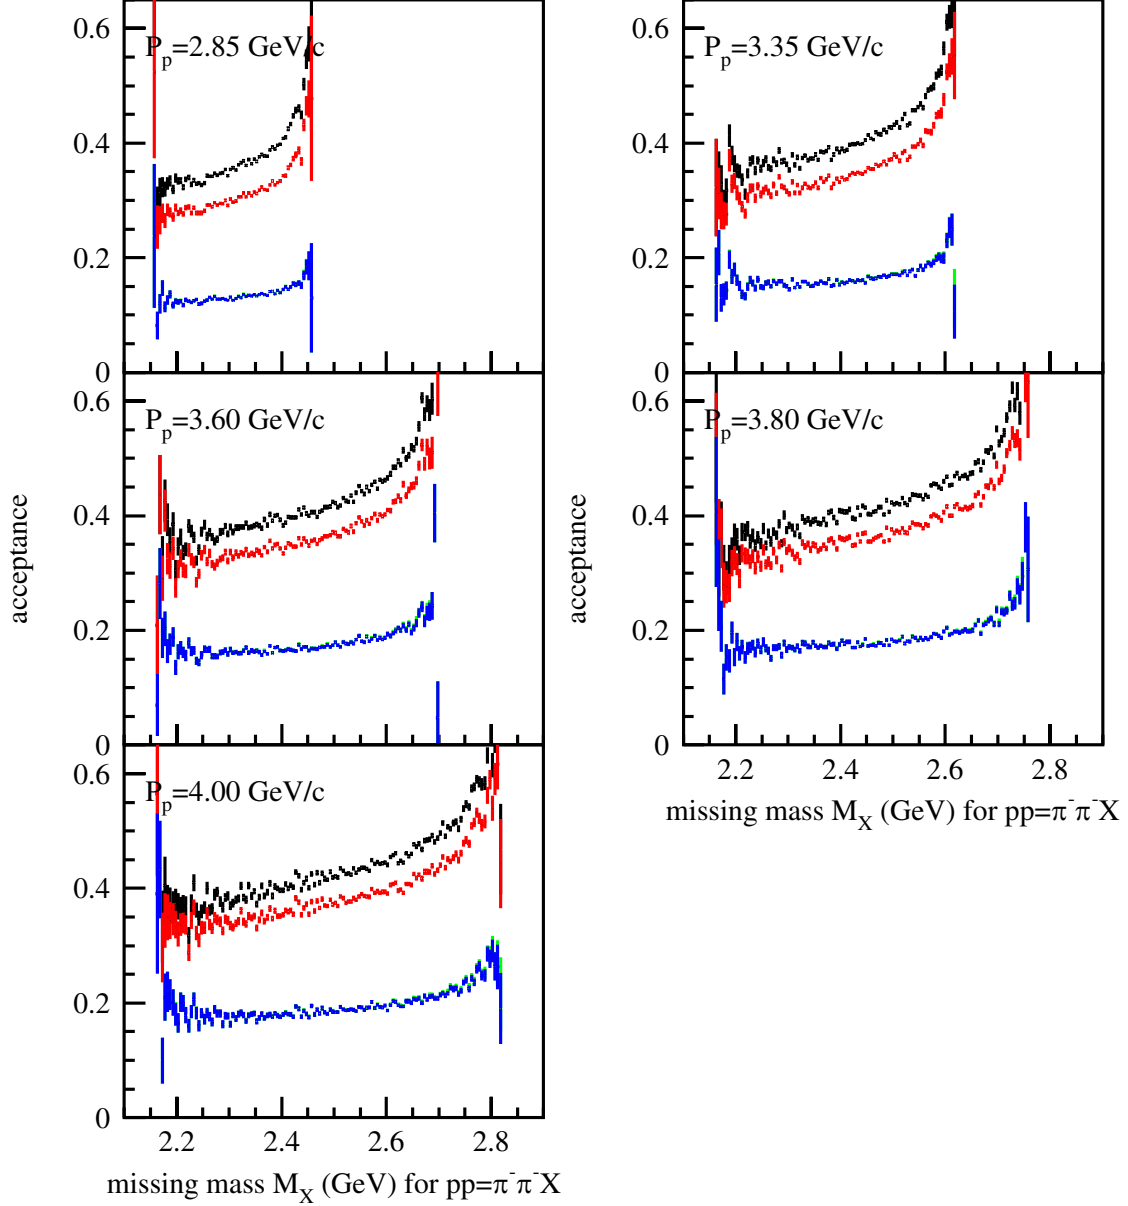 0.6
0.4
0.2
0
P_p=2.85 GeV/c
P_p=3.35 GeV/c
0.6
0.4
0.2
0
0.6
0.4
0.2
0
P_p=3.60 GeV/c
acceptance
P_p=3.80 GeV/c
0.6
0.4
0.2
0
acceptance
2.2 2.4 2.6 2.8
missing mass M_X (GeV) for pp=π⁻π⁻X
0.6
0.4
0.2
0
P_p=4.00 GeV/c
2.2 2.4 2.6 2.8
missing mass M_X (GeV) for pp=π⁻π⁻X